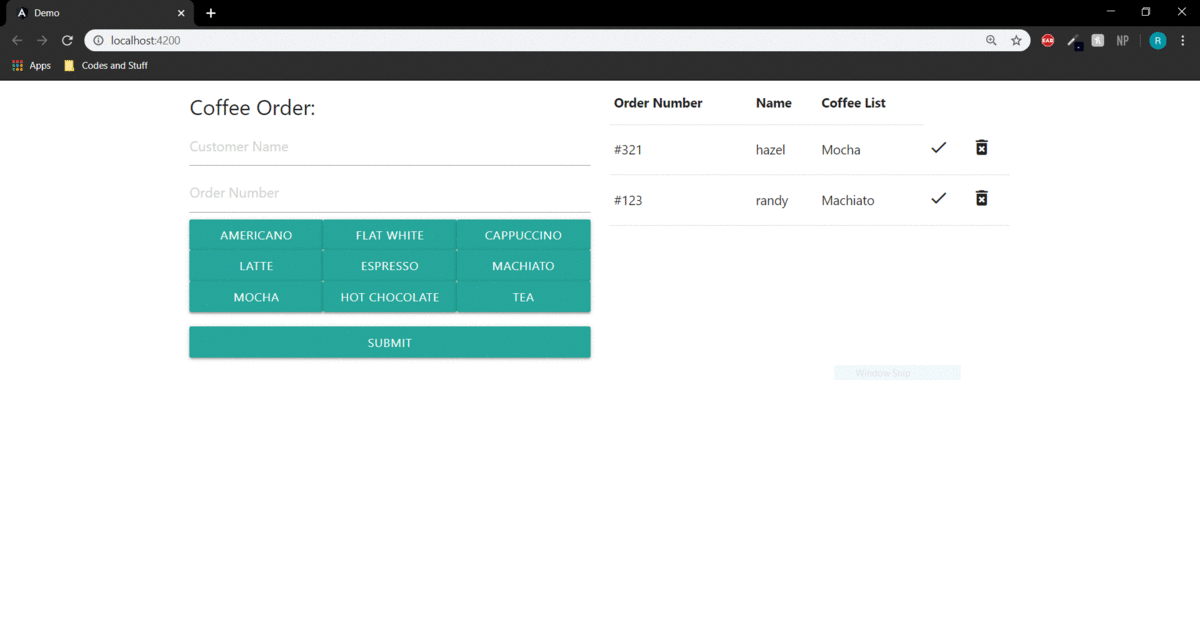 Demo
localhost:4200
NP
R
Apps
Codes and Stuff
Coffee Order:
Customer Name
Order Number
AMERICANO FLAT WHITE CAPPUCCINO
LATTE ESPRESSO MACHIATO
MOCHA HOT CHOCOLATE TEA
SUBMIT
Order Number Name Coffee List
#321 hazel Mocha
#123 randy Machiato
Window Snip